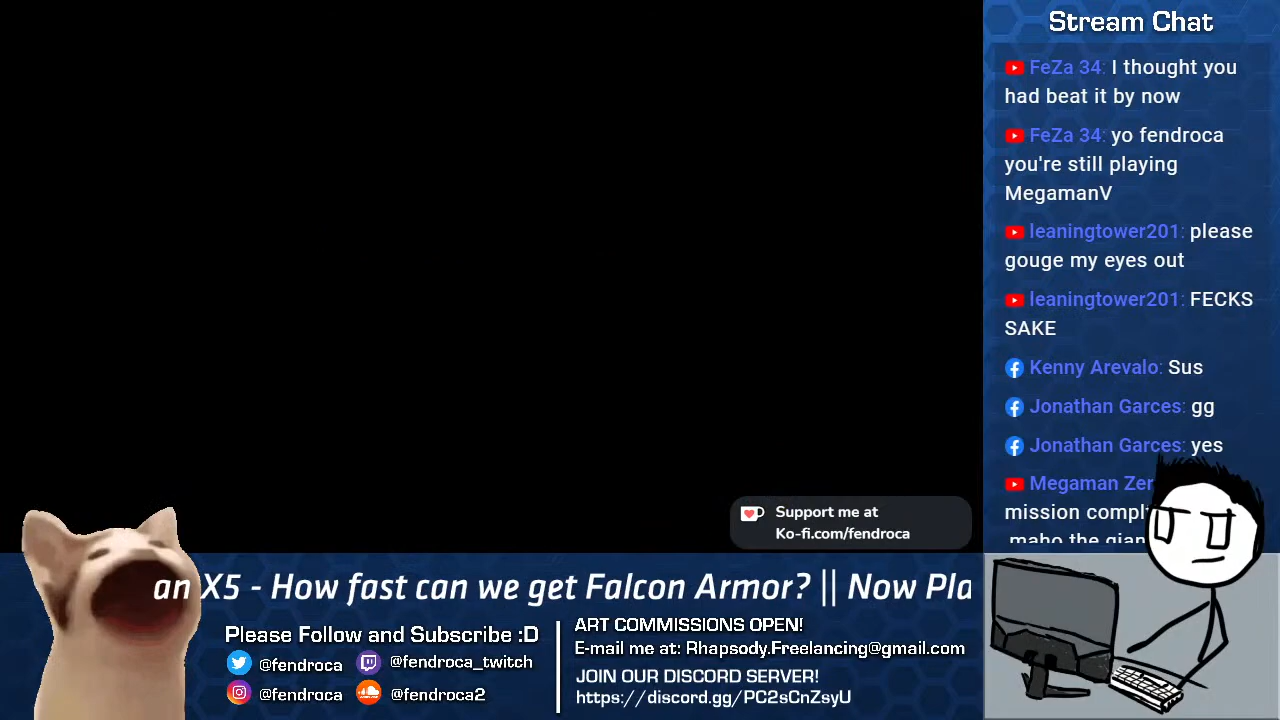 Stream Chat
FeZa 34: I thought you
had beat it by now
FeZa 34: yo fendroca
you're still playing
MegamanV
leaningtower201: please
gouge my eyes out
leaningtower201: FECKS
SAKE
Kenny Arevalo: Sus
Jonathan Garces: gg
Jonathan Garces: yes
Megaman Zer
mission compl
maho the gian
Support me at
Ko-fi.com/fendroca
an X5 - How fast can we get Falcon Armor? || Now Pla
Please Follow and Subscribe :D
@fendroca
@fendroca_twitch
@fendroca
@fendroca2
ART COMMISSIONS OPEN!
E-mail me at: Rhapsody.Freelancing@gmail.com
JOIN OUR DISCORD SERVER!
https://discord.gg/PC2sCnZsyU